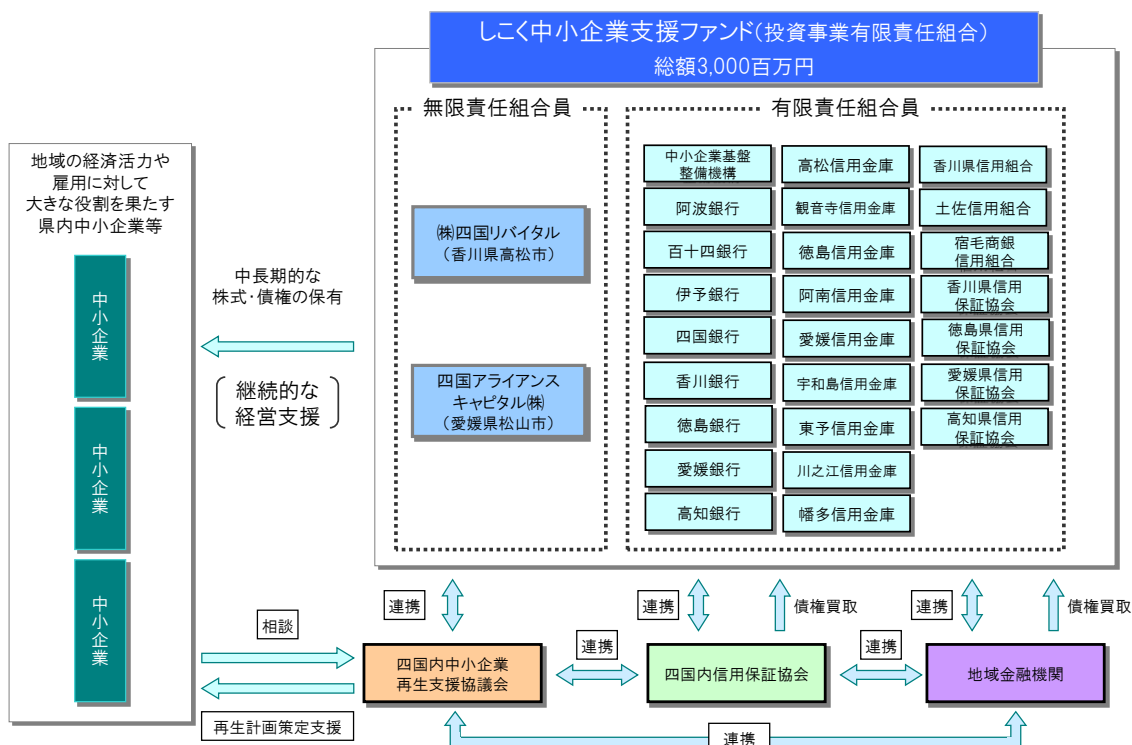 しこく中小企業支援ファンド(投資事業有限責任組合)
総額3,000百万円
無限責任組合員
㈱四国リバイタル
(香川県高松市)
四国アライアンス
キャピタル㈱
(愛媛県松山市)
有限責任組合員
中小企業基盤
整備機構
阿波銀行
百十四銀行
伊予銀行
四国銀行
香川銀行
徳島銀行
愛媛銀行
高知銀行
高松信用金庫
観音寺信用金庫
徳島信用金庫
阿南信用金庫
愛媛信用金庫
宇和島信用金庫
東予信用金庫
川之江信用金庫
幡多信用金庫
香川県信用組合
土佐信用組合
宿毛商銀
信用組合
香川県信用
保証協会
徳島県信用
保証協会
愛媛県信用
保証協会
高知県信用
保証協会
地域の経済活力や
雇用に対して
大きな役割を果たす
県内中小企業等
中小企業
中小企業
中小企業
中長期的な
株式・債権の保有
継続的な
経営支援
相談
再生計画策定支援
連携
連携
債権買取
連携
債権買取
四国内中小企業
再生支援協議会
連携
四国内信用保証協会
連携
地域金融機関
連携